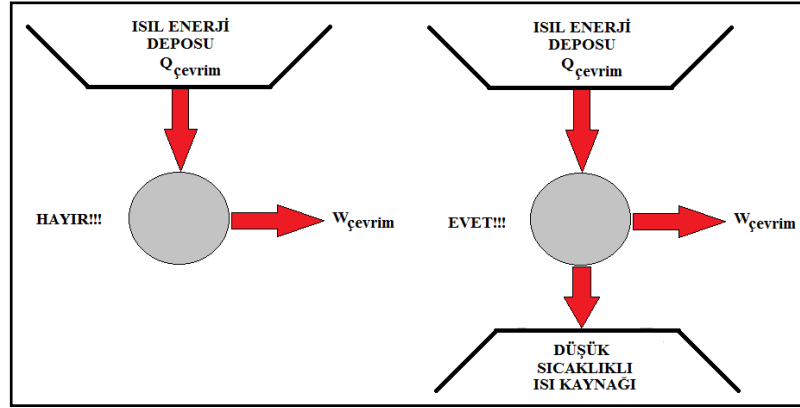 ISIL ENERJİ
DEPOSU
Qçevrim
HAYIR!!!
Wçevrim
ISIL ENERJİ
DEPOSU
Qçevrim
EVET!!!
Wçevrim
DÜŞÜK
SICAKLIKLI
ISI KAYNAĞI